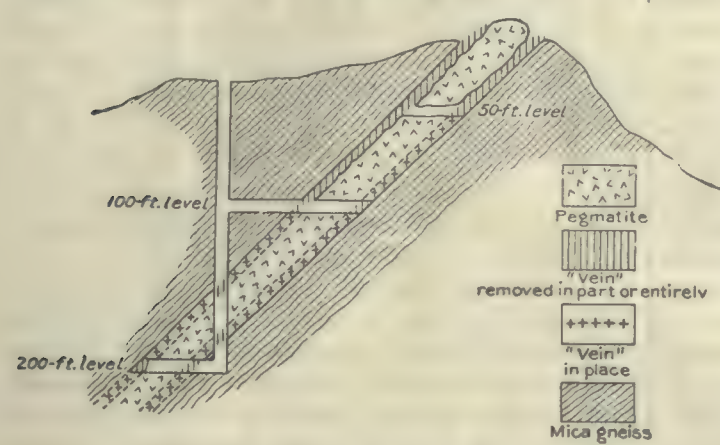 50-ft. level
100-ft. level
Pegmatite
"Vein"
removed in part or entirely
"Vein"
in place
200-ft. level
Mica gneiss